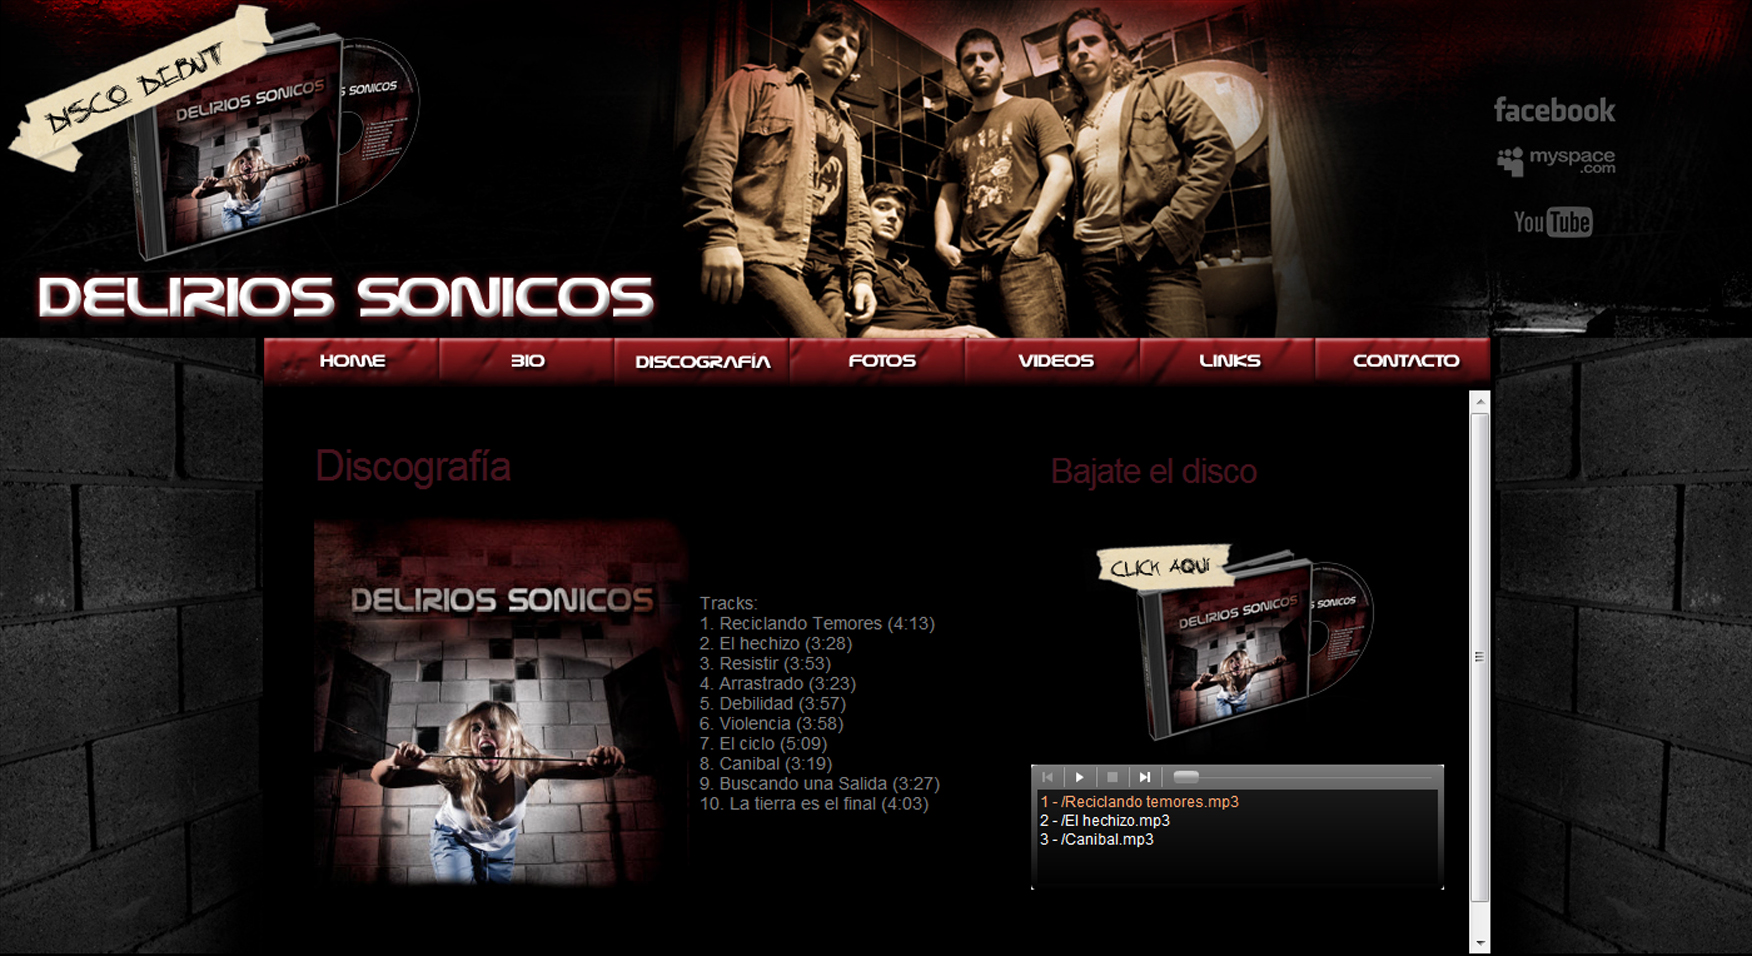 DISCO DEBUT
DELIRIOS SONICOS
S SONICOS
facebook
myspace
.com
YouTube
DELIRIOS SONICOS
HOME
BIO
DISCOGRAFÍA
FOTOS
VIDEOS
LINKS
CONTACTO
Discografía
Bajate el disco
DELIRIOS SONICOS
Tracks:
1. Reciclando Temores (4:13)
2. El hechizo (3:28)
3. Resistir (3:53)
4. Arrastrado (3:23)
5. Debilidad (3:57)
6. Violencia (3:58)
7. El ciclo (5:09)
8. Canibal (3:19)
9. Buscando una Salida (3:27)
10. La tierra es el final (4:03)
CLICK AQUÍ
DELIRIOS SONICOS
S SONICOS
1 - /Reciclando temores.mp3
2 - /El hechizo.mp3
3 - /Canibal.mp3